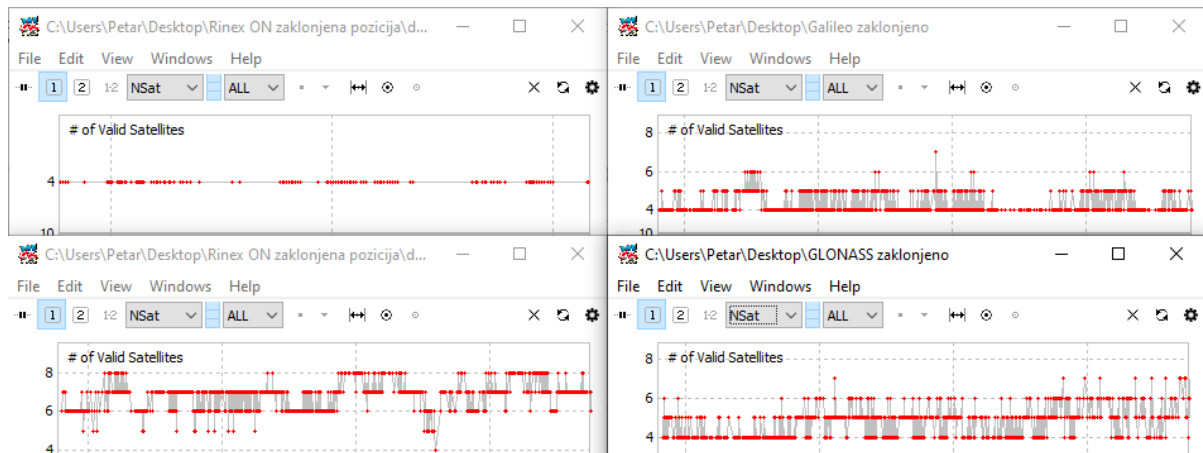 C:\Users\Petar\Desktop\Rinex ON zaklonjena pozicija\d...
File Edit View Windows Help
1 2 1-2 NSat ALL
# of Valid Satellites
4
10
C:\Users\Petar\Desktop\Galileo zaklonjeno
File Edit View Windows Help
1 2 1-2 NSat ALL
# of Valid Satellites
8
6
4
10
C:\Users\Petar\Desktop\Rinex ON zaklonjena pozicija\d...
File Edit View Windows Help
1 2 1-2 NSat ALL
# of Valid Satellites
8
6
4
C:\Users\Petar\Desktop\GLONASS zaklonjeno
File Edit View Windows Help
1 2 1-2 NSat ALL
# of Valid Satellites
8
6
4